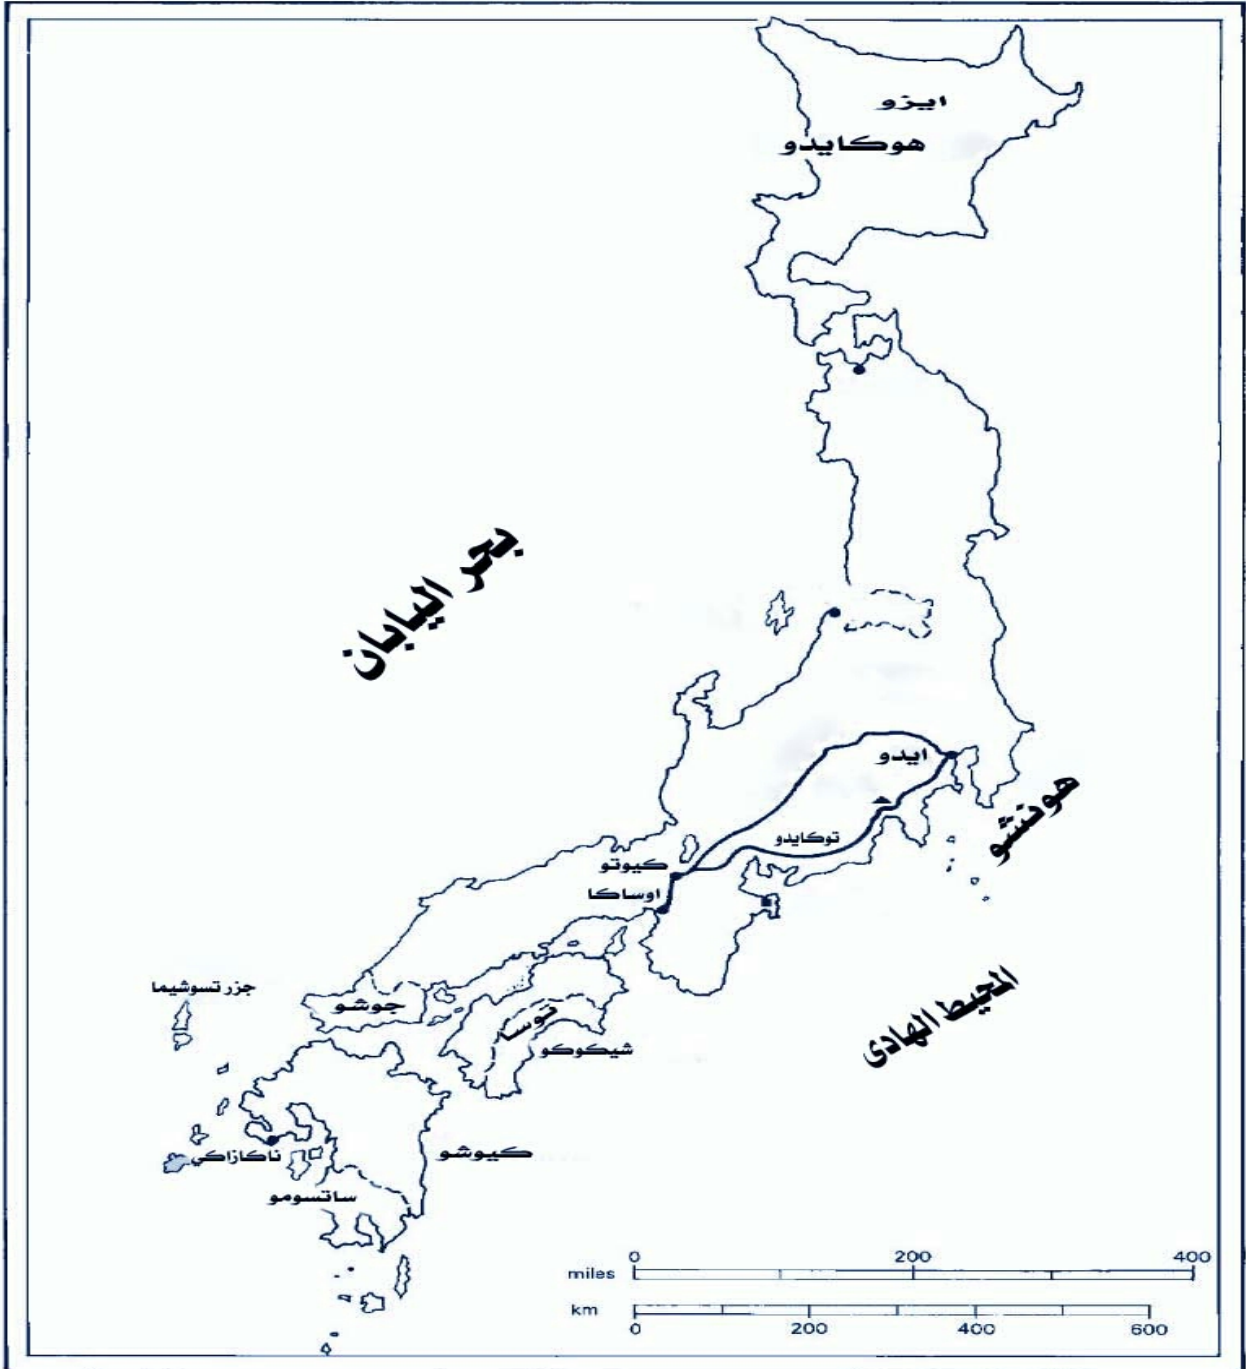 ايزو
هوكايدو
بحر اليابان
ايدو
هونشو
توكايدو
كيوتو
اوساكا
المحيط الهادى
جزر تسوشيما
جوشو
توسا
شيكوكو
كيوشو
ناكازاكي
ساتسومو
0 200 400
miles
km
0 200 400 600